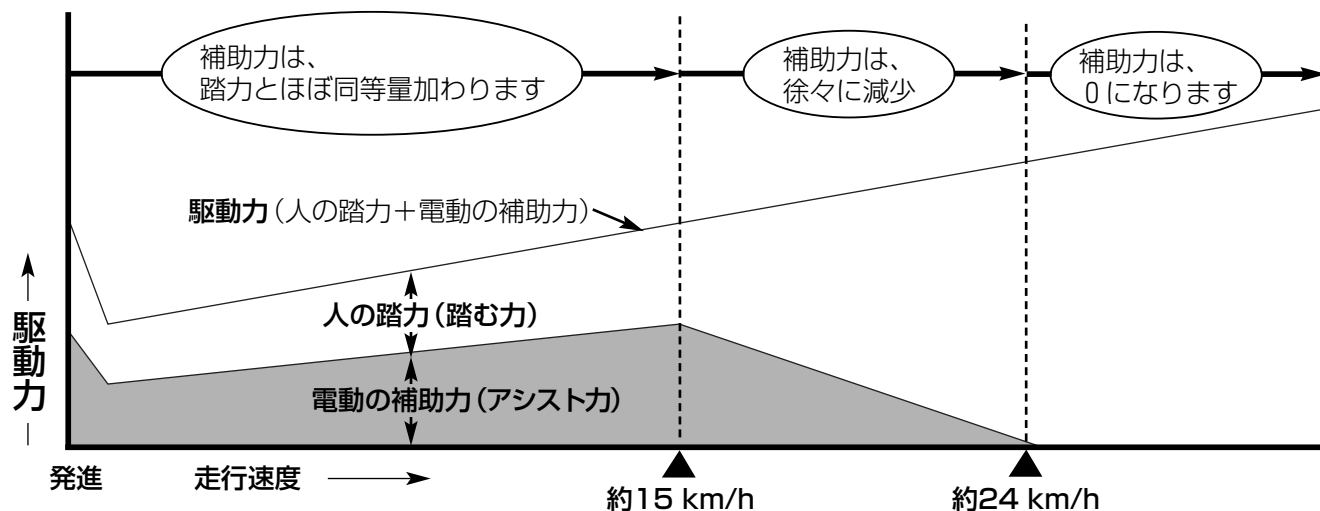 補助力は、
踏力とほぼ同等量加わります
補助力は、
徐々に減少
補助力は、
0になります
駆動力（人の踏力＋電動の補助力）
人の踏力（踏む力）
電動の補助力（アシスト力）
駆動力
発進
走行速度
約15 km/h
約24 km/h